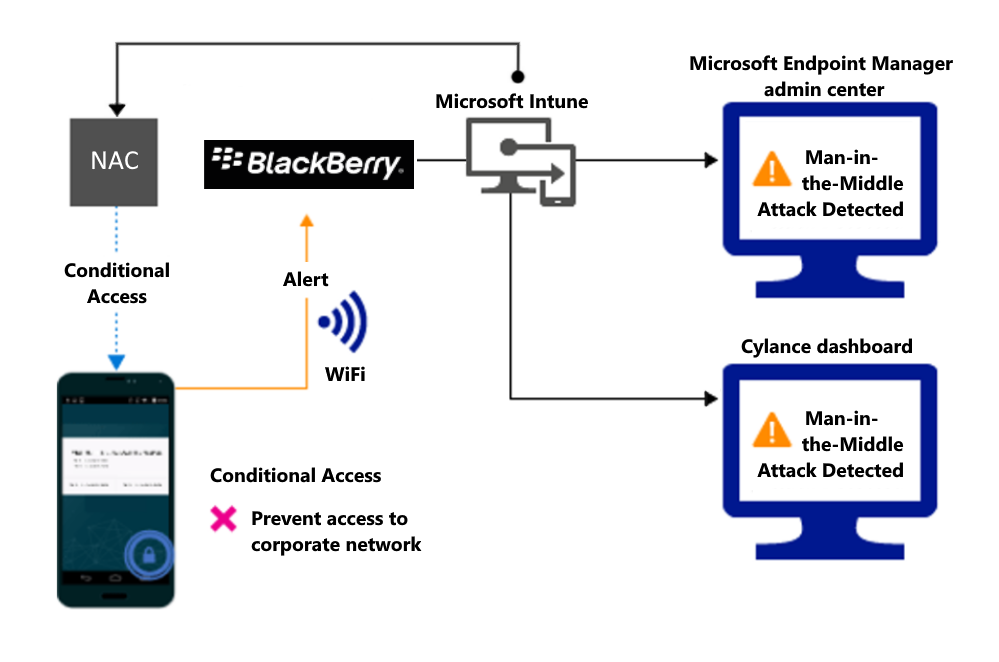 Microsoft Endpoint Manager
admin center
Microsoft Intune
NAC
BlackBerry
Man-in-
the-Middle
Attack Detected
Conditional
Access
Alert
WiFi
Cylance dashboard
Man-in-
the-Middle
Attack Detected
Conditional Access
Prevent access to
corporate network